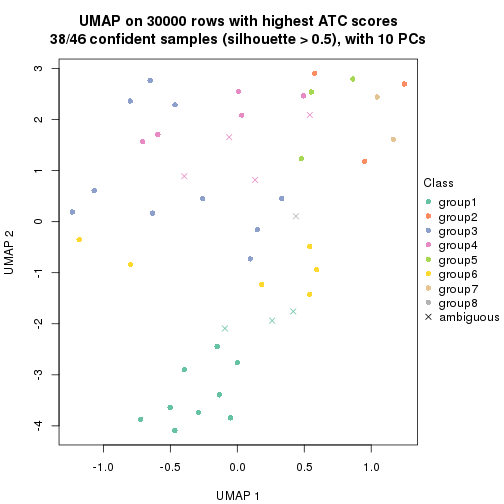 UMAP on 30000 rows with highest ATC scores
38/46 confident samples (silhouette > 0.5), with 10 PCs
3
2
1
0
-1
-2
-3
-4
UMAP 2
-1.0
-0.5
0.0
0.5
1.0
UMAP 1
Class
group1
group2
group3
group4
group5
group6
group7
group8
ambiguous